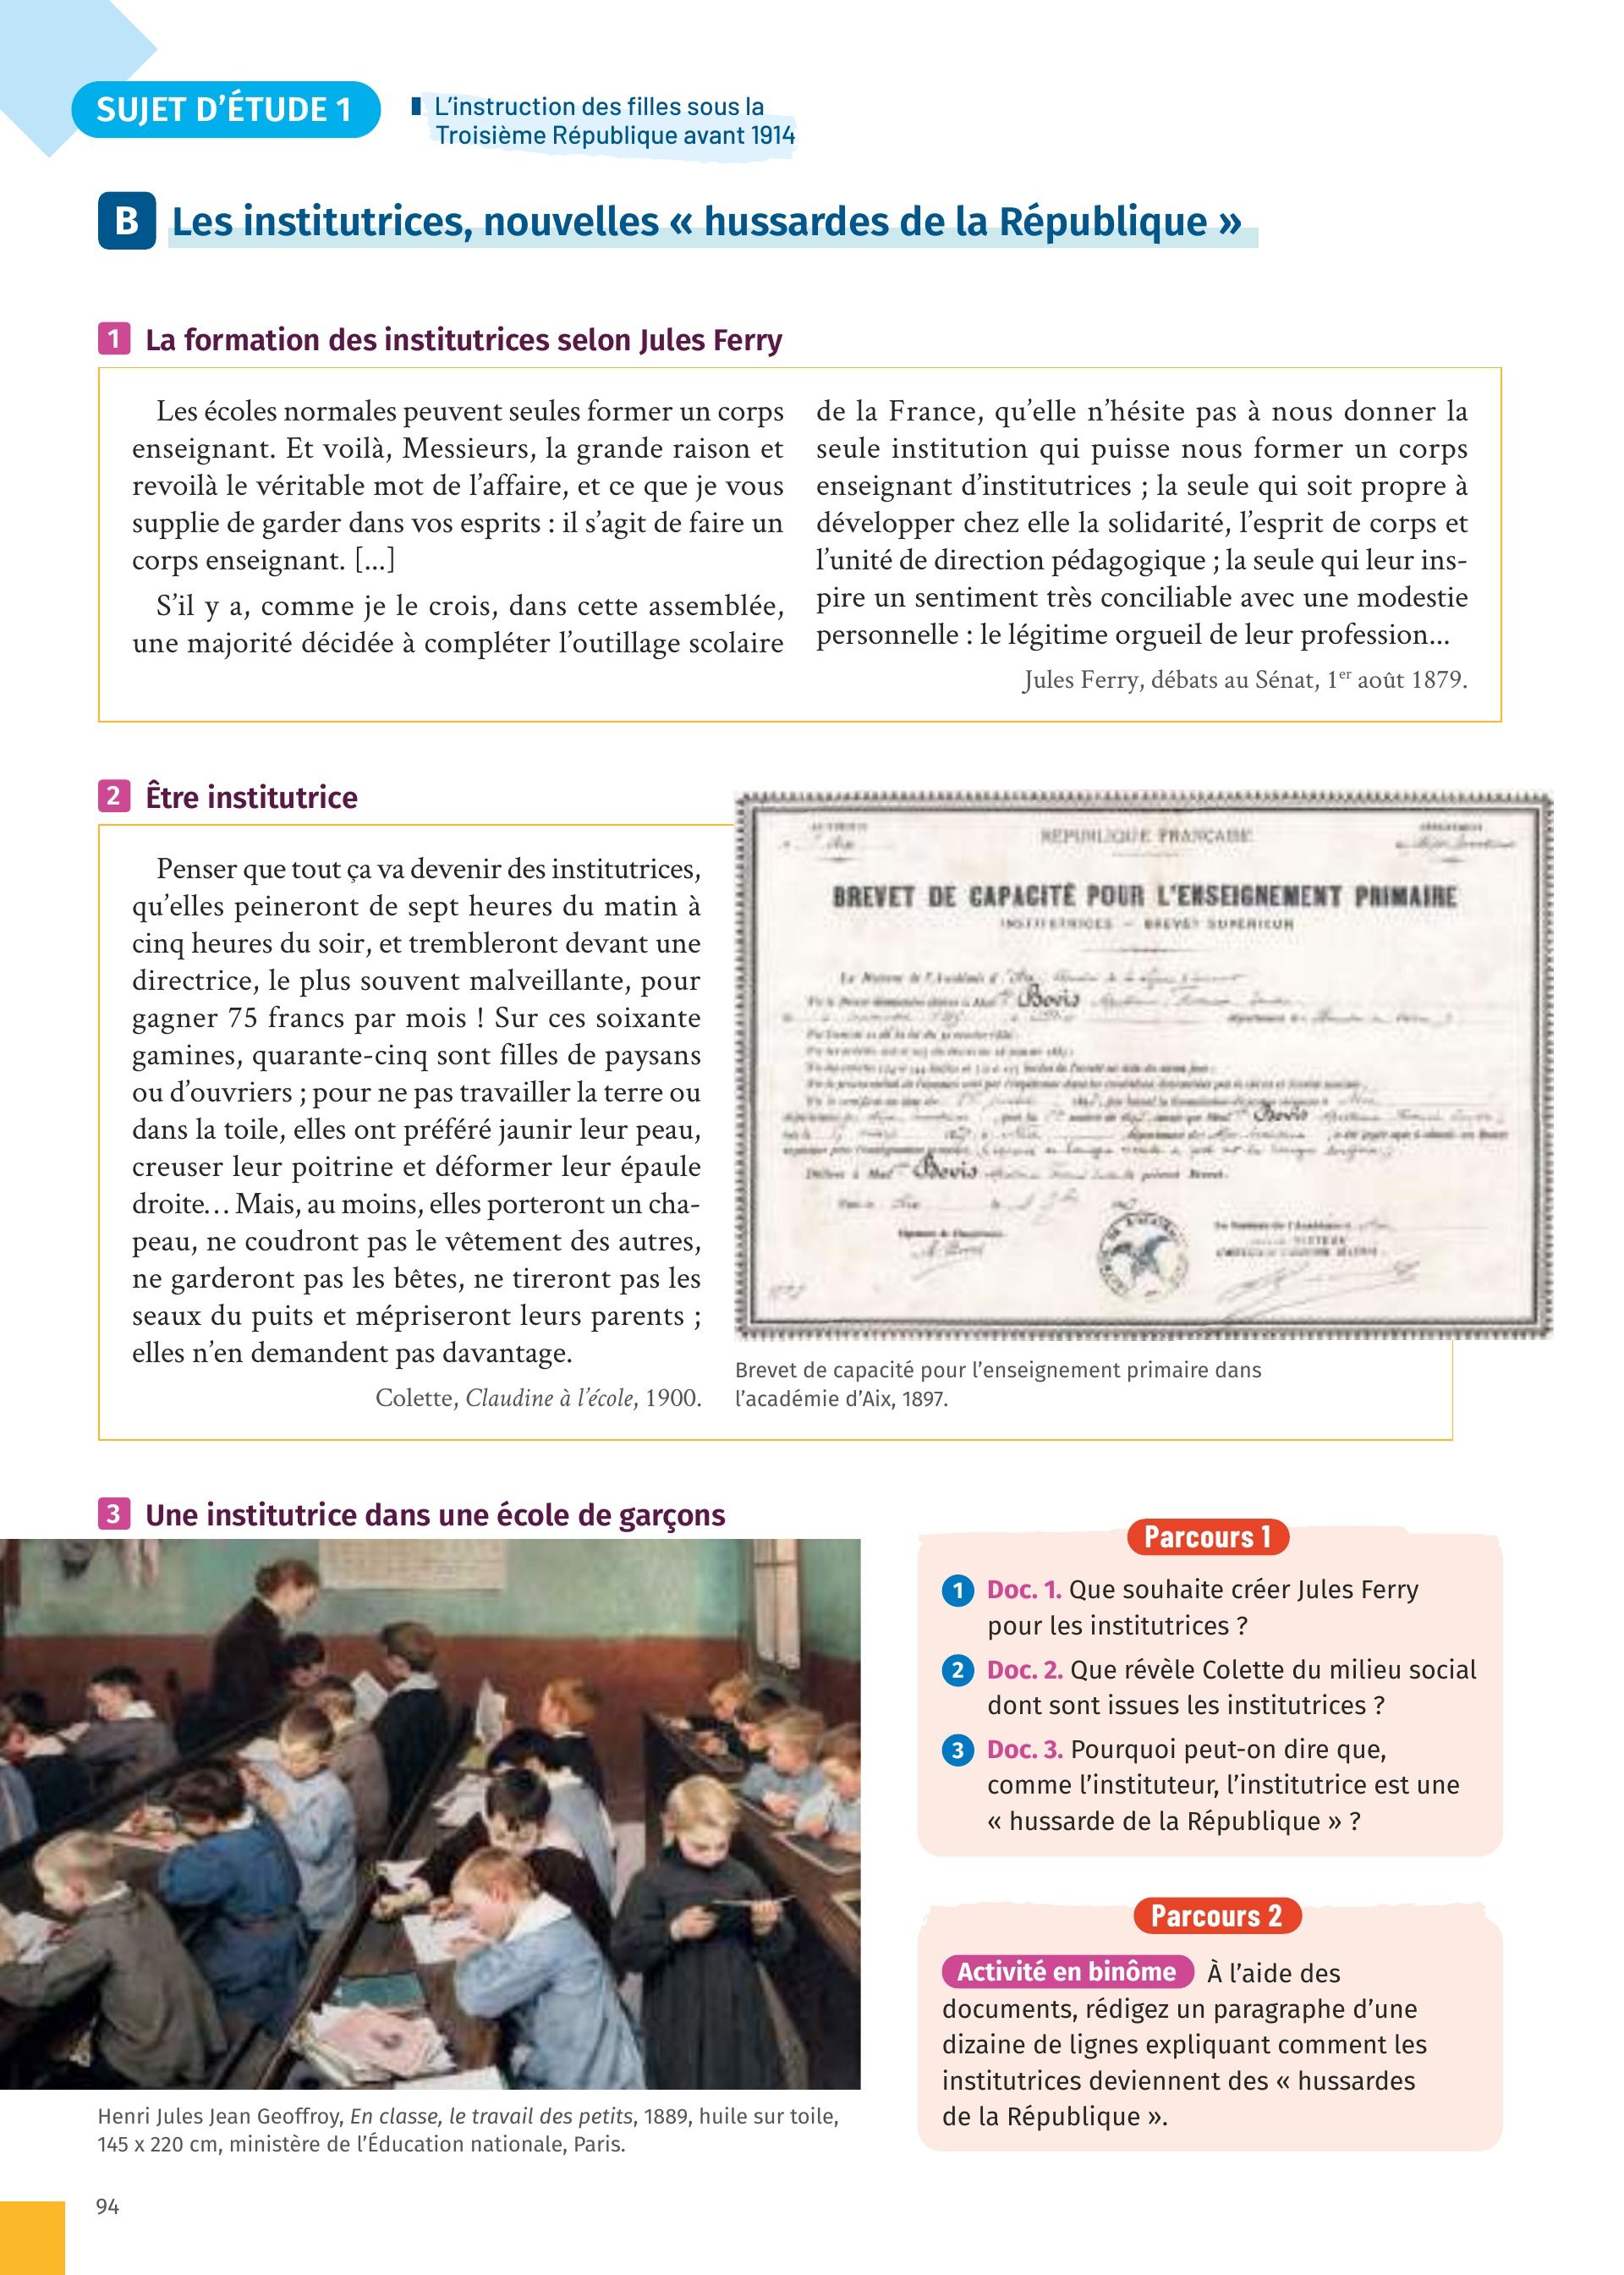 SUJET D'ÉTUDE 1
L'instruction des filles sous la
Troisième République avant 1914
B Les institutrices, nouvelles « hussardes de la République »
1 La formation des institutrices selon Jules Ferry
Les écoles normales peuvent seules former un corps
enseignant. Et voilà, Messieurs, la grande raison et
revoilà le véritable mot de l'affaire, et ce que je vous
supplie de garder dans vos esprits : il s'agit de faire un
corps enseignant. [...]
S'il y a, comme je le crois, dans cette assemblée,
une majorité décidée à compléter l'outillage scolaire
de la France, qu'elle n'hésite pas à nous donner la
seule institution qui puisse nous former un corps
enseignant d'institutrices ; la seule qui soit propre à
développer chez elle la solidarité, l'esprit de corps et
l'unité de direction pédagogique ; la seule qui leur ins-
pire un sentiment très conciliable avec une modestie
personnelle : le légitime orgueil de leur profession...
Jules Ferry, débats au Sénat, 1er août 1879.
2 Être institutrice
Penser que tout ça va devenir des institutrices,
qu'elles peineront de sept heures du matin à
cinq heures du soir, et trembleront devant une
directrice, le plus souvent malveillante, pour
gagner 75 francs par mois ! Sur ces soixante
gamines, quarante-cinq sont filles de paysans
ou d'ouvriers ; pour ne pas travailler la terre ou
dans la toile, elles ont préféré jaunir leur peau,
creuser leur poitrine et déformer leur épaule
droite... Mais, au moins, elles porteront un cha-
peau, ne coudront pas le vêtement des autres,
ne garderont pas les bêtes, ne tireront pas les
seaux du puits et mépriseront leurs parents ;
elles n'en demandent pas davantage.
Colette, Claudine à l'école, 1900.
RÉPUBLIQUE FRANÇAISE
BREVET DE CAPACITÉ POUR L'ENSEIGNEMENT PRIMAIRE
INSTITUTRICES – BREVET SUPÉRIEUR
Bovis
Bovis
Bovis
Brevet de capacité pour l'enseignement primaire dans
l'académie d'Aix, 1897.
3 Une institutrice dans une école de garçons
Henri Jules Jean Geoffroy, En classe, le travail des petits, 1889, huile sur toile,
145 x 220 cm, ministère de l'Éducation nationale, Paris.
Parcours 1
1 Doc. 1. Que souhaite créer Jules Ferry
pour les institutrices ?
2 Doc. 2. Que révèle Colette du milieu social
dont sont issues les institutrices ?
3 Doc. 3. Pourquoi peut-on dire que,
comme l'instituteur, l'institutrice est une
« hussarde de la République » ?
Parcours 2
Activité en binôme À l'aide des
documents, rédigez un paragraphe d'une
dizaine de lignes expliquant comment les
institutrices deviennent des « hussardes
de la République ».
94